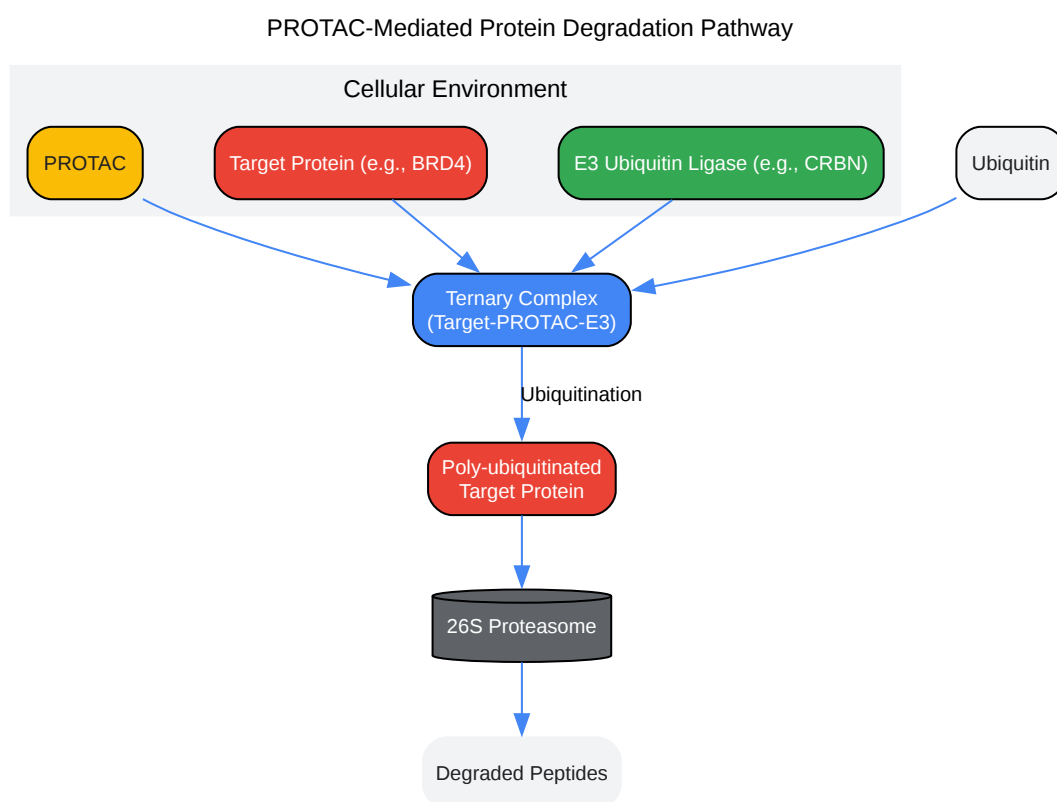 PROTAC-Mediated Protein Degradation Pathway
Cellular Environment
PROTAC
Target Protein (e.g., BRD4)
E3 Ubiquitin Ligase (e.g., CRBN)
Ubiquitin
Ternary Complex
(Target-PROTAC-E3)
Ubiquitination
Poly-ubiquitinated
Target Protein
26S Proteasome
Degraded Peptides